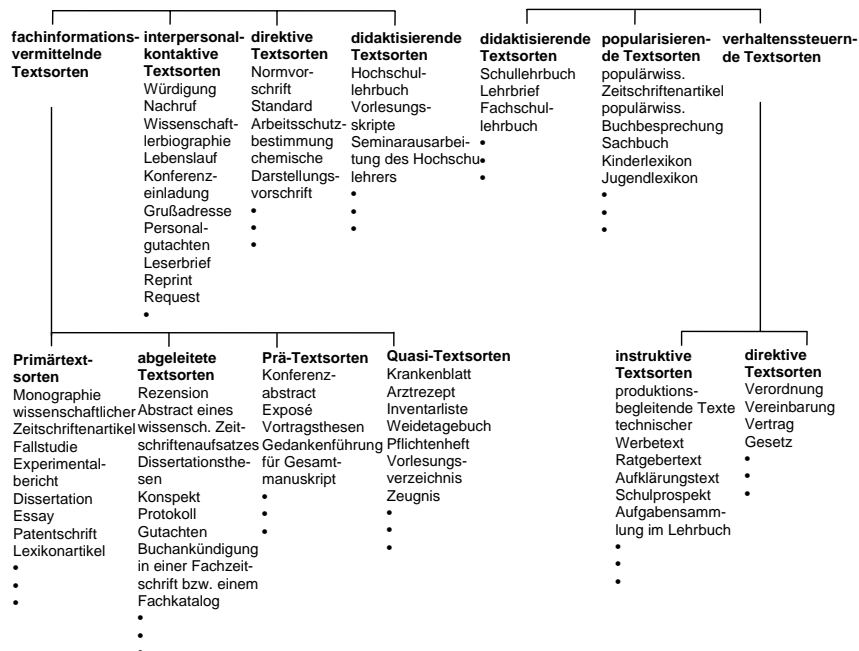 fachinformations-
vermittelnde
Textsorten
interpersonal-
kontaktive
Textsorten
Würdigung
Nachruf
Wissenschaft-
lerbiographie
Lebenslauf
Konferenz-
einladung
Grußadresse
Personal-
gutachten
Leserbrief
Reprint
Request
•
direktive
Textsorten
Normvor-
schrift
Standard
Arbeitsschutz-
bestimmung
chemische
Darstellungs-
vorschrift
•
•
•
didaktisierende
Textsorten
Hochschul-
lehrbuch
Vorlesungs-
skripte
Seminarausarbei-
tung des Hochschu
lehrers
•
•
•
didaktisierende
Textsorten
Schullehrbuch
Lehrbrief
Fachschul-
lehrbuch
•
•
•
popularisieren-
de Textsorten
populärwiss.
Zeitschriftenartikel
populärwiss.
Buchbesprechung
Sachbuch
Kinderlexikon
Jugendlexikon
•
•
•
verhaltenssteuern-
de Textsorten
Primärtext-
sorten
Monographie
wissenschaftlicher
Zeitschriftenartikel
Fallstudie
Experimental-
bericht
Dissertation
Essay
Patentschrift
Lexikonartikel
•
•
•
abgeleitete
Textsorten
Rezension
Abstract eines
wissensch. Zeit-
schriftenaufsatzes
Dissertationsthe-
sen
Konspekt
Protokoll
Gutachten
Buchankündigung
in einer Fachzeit-
schrift bzw. einem
Fachkatalog
•
•
•
Prä-Textsorten
Konferenz-
abstract
Exposé
Vortragsthesen
Gedankenführung
für Gesamt-
manuskript
•
•
•
Quasi-Textsorten
Krankenblatt
Arztrezept
Inventarliste
Weidetagebuch
Pflichtenheft
Vorlesungs-
verzeichnis
Zeugnis
•
•
•
instruktive
Textsorten
produktions-
begleitende Texte
technischer
Werbetext
Ratgebertext
Aufklärungstext
Schulprospekt
Aufgabensamm-
lung im Lehrbuch
•
•
•
direktive
Textsorten
Verordnung
Vereinbarung
Vertrag
Gesetz
•
•
•